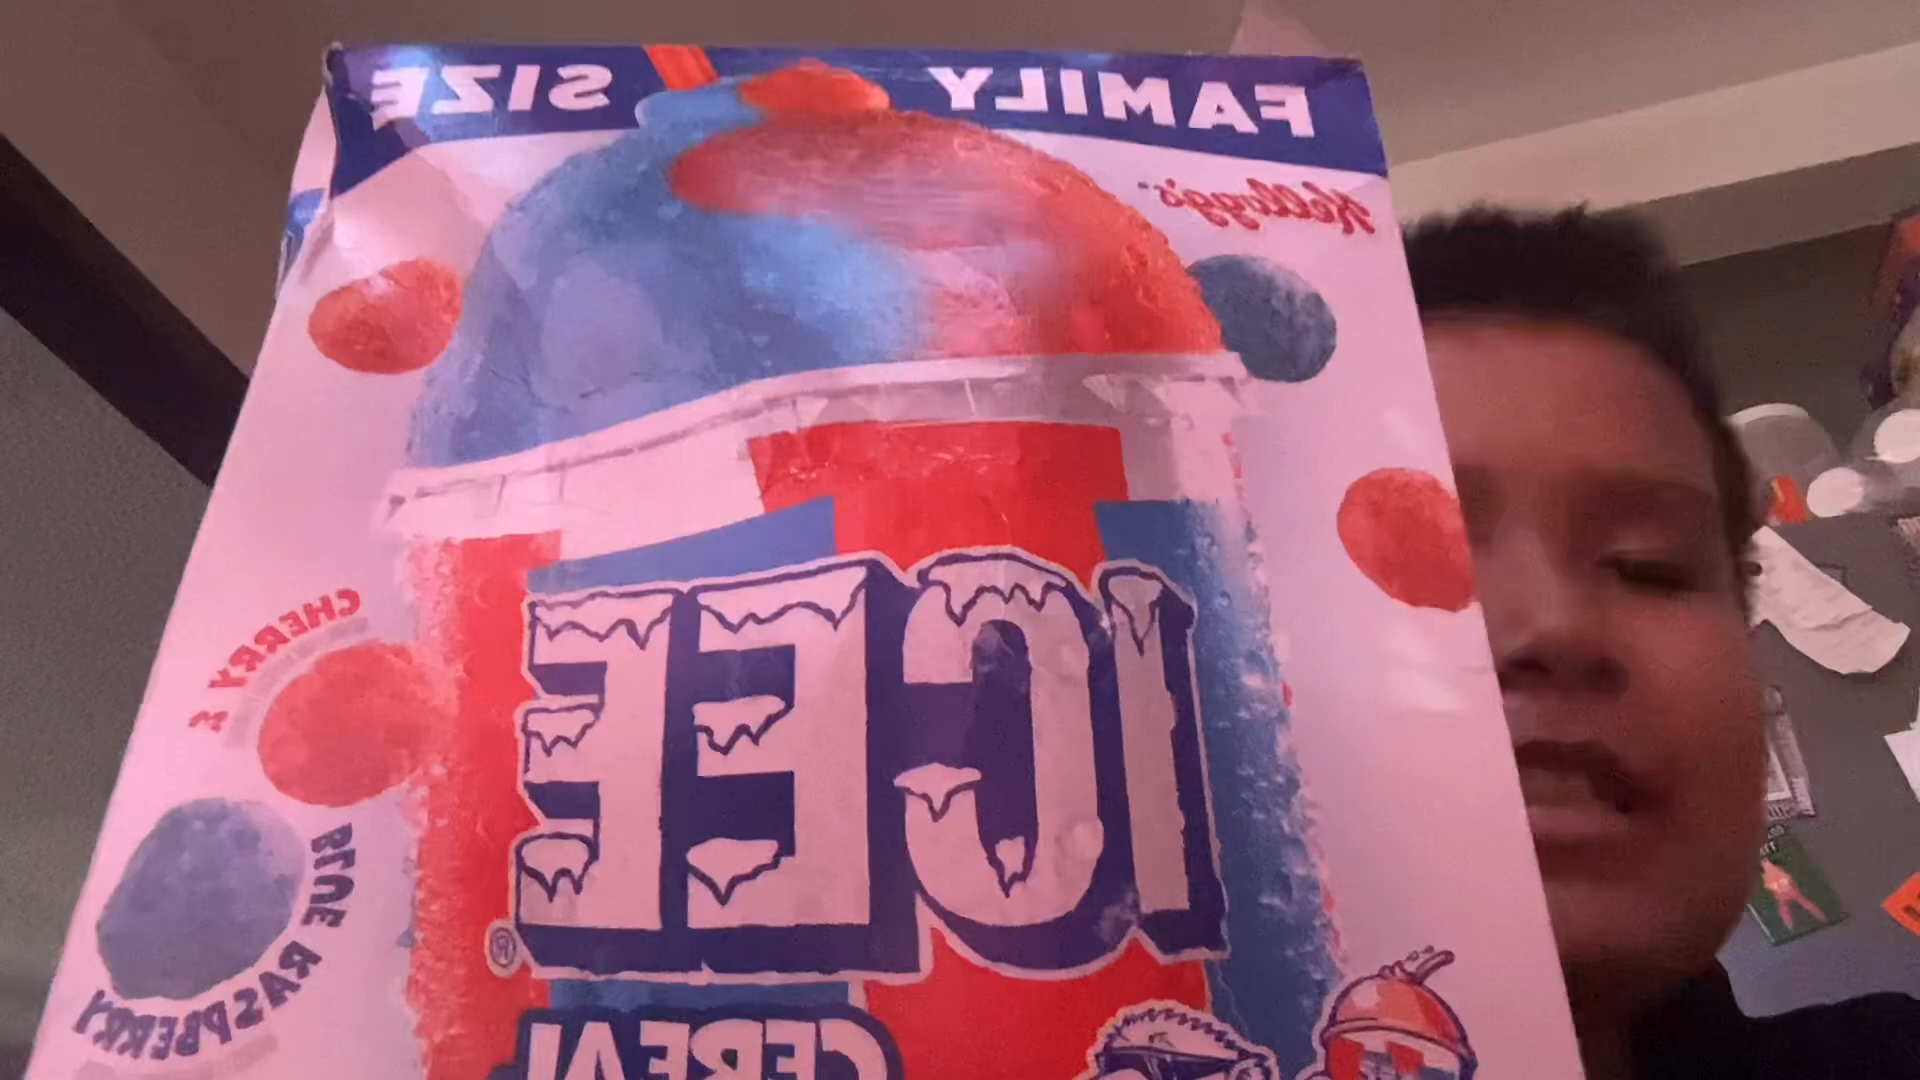 FAMILY SIZE
Kellogg's
ICEE®
CEREAL
CHERRY &
BLUE RASPBERRY